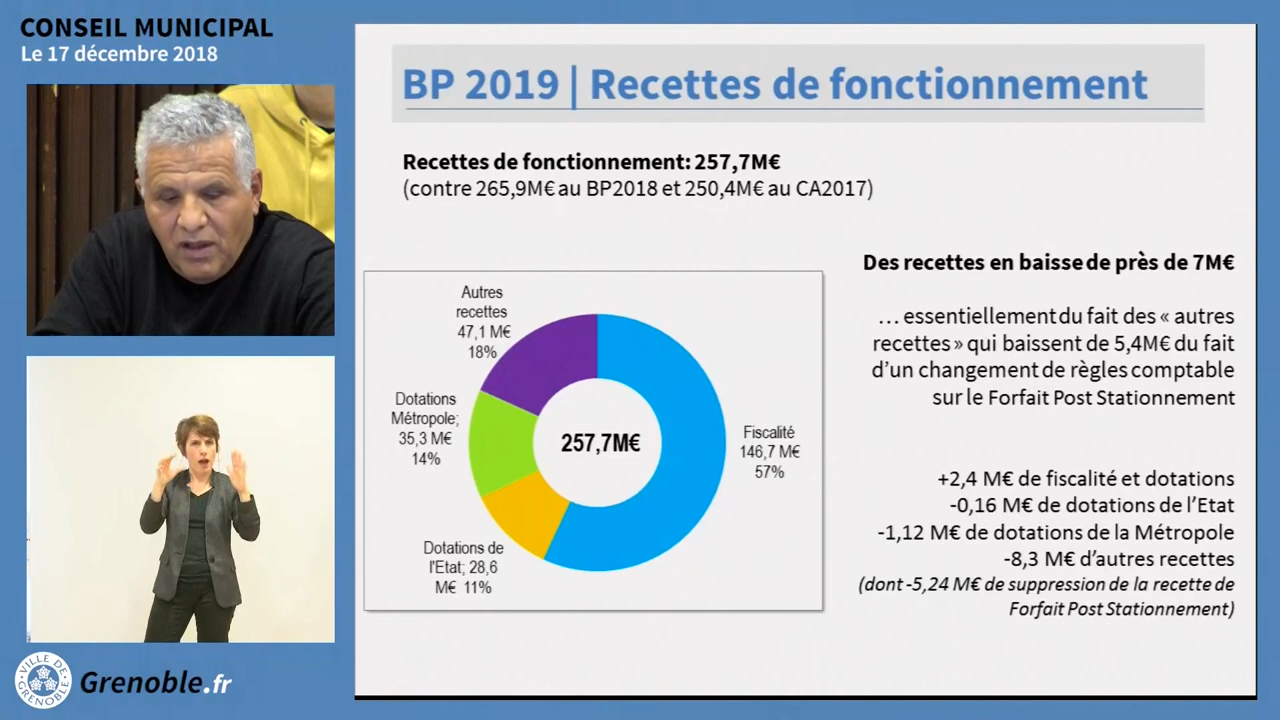 CONSEIL MUNICIPAL
Le 17 décembre 2018
BP 2019 | Recettes de fonctionnement
Recettes de fonctionnement: 257,7M€
(contre 265,9M€ au BP2018 et 250,4M€ au CA2017)
Autres
recettes
47,1 M€
18%
Dotations
Métropole;
35,3 M€
14%
257,7M€
Fiscalité
146,7 M€
57%
Dotations de
l'Etat; 28,6
M€ 11%
Des recettes en baisse de près de 7M€
… essentiellement du fait des « autres
recettes » qui baissent de 5,4M€ du fait
d'un changement de règles comptable
sur le Forfait Post Stationnement
+2,4 M€ de fiscalité et dotations
-0,16 M€ de dotations de l'Etat
-1,12 M€ de dotations de la Métropole
-8,3 M€ d'autres recettes
(dont -5,24 M€ de suppression de la recette de
Forfait Post Stationnement)
VILLE DE
GRENOBLE
Grenoble.fr